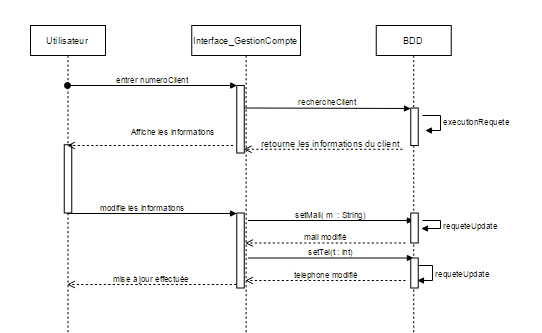 Utilisateur
Interface_GestionCompte
BDD
entrer numeroClient
rechercheClient
executionRequete
Affiche les informations
retourne les informations du client
modifie les informations
setMail( m : String)
requeteUpdate
mail modifié
setTel(t : Int)
requeteUpdate
telephone modifié
mise à jour effectuée